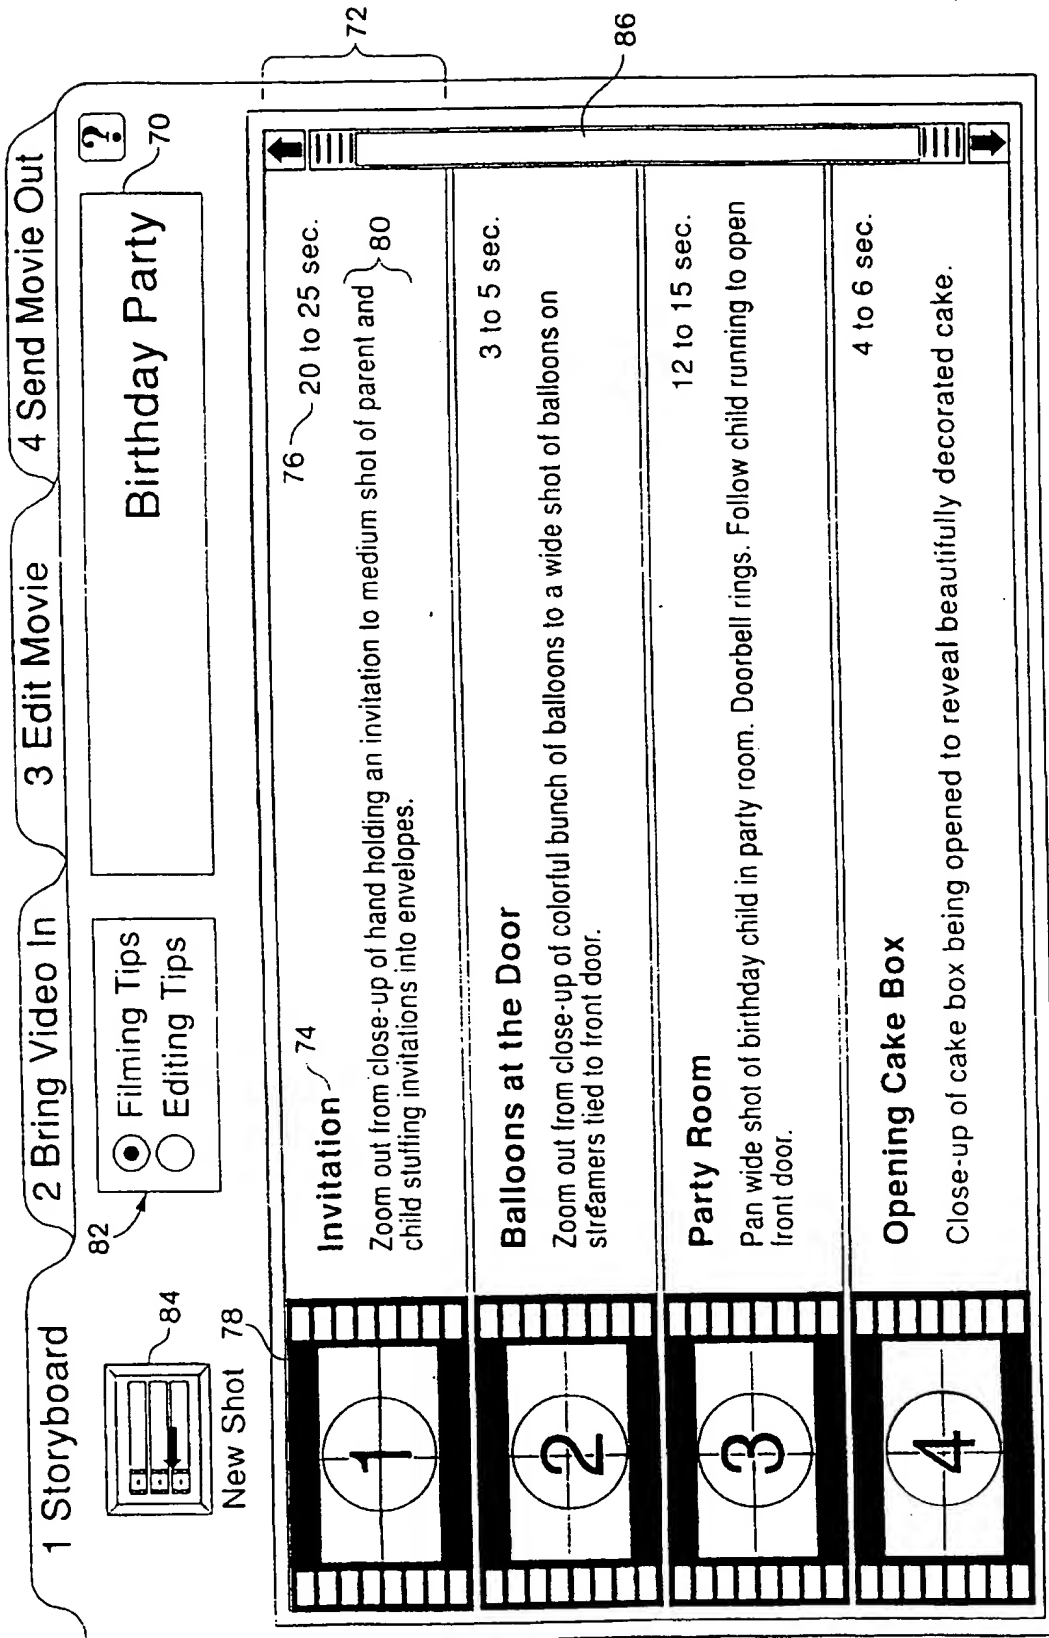 1 Storyboard
2 Bring Video In
3 Edit Movie
4 Send Movie Out
84
New Shot
78
82
Filming Tips
Editing Tips
Birthday Party
70
?
72
1
Invitation
74
76
20 to 25 sec.
Zoom out from close-up of hand holding an invitation to medium shot of parent and
child stuffing invitations into envelopes.
80
2
Balloons at the Door
3 to 5 sec.
Zoom out from close-up of colorful bunch of balloons to a wide shot of balloons on
streamers tied to front door.
86
3
Party Room
12 to 15 sec.
Pan wide shot of birthday child in party room. Doorbell rings. Follow child running to open
front door.
4
Opening Cake Box
4 to 6 sec.
Close-up of cake box being opened to reveal beautifully decorated cake.